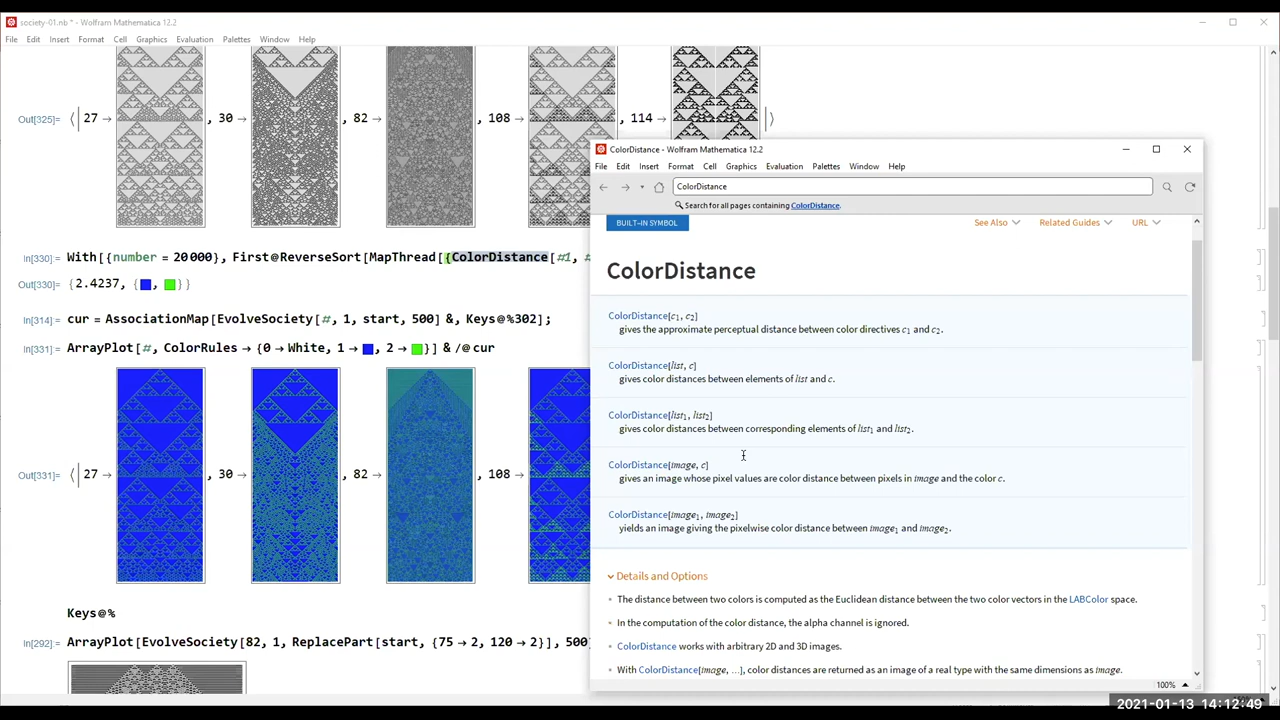 society-01.nb * - Wolfram Mathematica 12.2
File Edit Insert Format Cell Graphics Evaluation Palettes Window Help
Out[325]= ⟨| 27 → , 30 → , 82 → , 108 → , 114 → |⟩
In[330]:= With[{number = 20000}, First@ReverseSort[MapThread[{ColorDistance[#1,
Out[330]= {2.4237, { , }}
In[314]:= cur = AssociationMap[EvolveSociety[#, 1, start, 500] &, Keys@%302];
In[331]:= ArrayPlot[#, ColorRules → {0 → White, 1 → , 2 → }] & /@ cur
Out[331]= ⟨| 27 → , 30 → , 82 → , 108 →
Keys@%
In[292]:= ArrayPlot[EvolveSociety[82, 1, ReplacePart[start, {75 → 2, 120 → 2}], 500]
ColorDistance - Wolfram Mathematica 12.2
File Edit Insert Format Cell Graphics Evaluation Palettes Window Help
ColorDistance
Search for all pages containing ColorDistance.
BUILT-IN SYMBOL See Also Related Guides URL
ColorDistance
ColorDistance[c1, c2]
gives the approximate perceptual distance between color directives c1 and c2.
ColorDistance[list, c]
gives color distances between elements of list and c.
ColorDistance[list1, list2]
gives color distances between corresponding elements of list1 and list2.
ColorDistance[image, c]
gives an image whose pixel values are color distance between pixels in image and the color c.
ColorDistance[image1, image2]
yields an image giving the pixelwise color distance between image1 and image2.
Details and Options
The distance between two colors is computed as the Euclidean distance between the two color vectors in the LABColor space.
In the computation of the color distance, the alpha channel is ignored.
ColorDistance works with arbitrary 2D and 3D images.
With ColorDistance[image, …], color distances are returned as an image of a real type with the same dimensions as image.
100%
2021-01-13 14:12:49